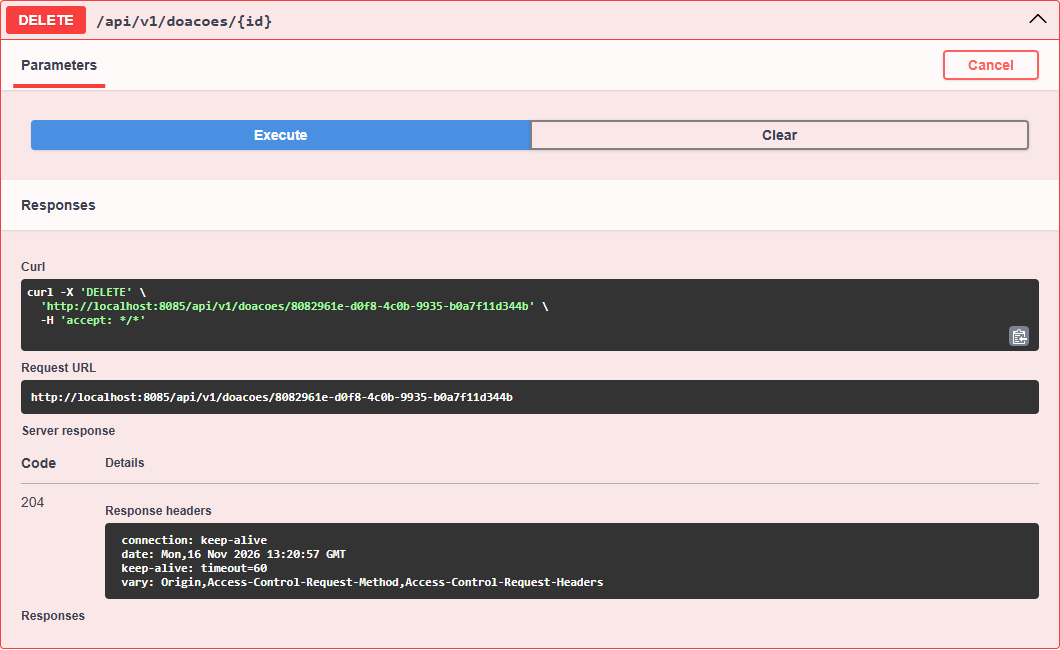 DELETE /api/v1/doacoes/{id}
Parameters
Cancel
Execute
Clear
Responses
Curl
curl -X 'DELETE' \
'http://localhost:8085/api/v1/doacoes/8082961e-d0f8-4c0b-9935-b0a7f11d344b' \
-H 'accept: */*'
Request URL
http://localhost:8085/api/v1/doacoes/8082961e-d0f8-4c0b-9935-b0a7f11d344b
Server response
Code Details
204
Response headers
connection: keep-alive
date: Mon,16 Nov 2026 13:20:57 GMT
keep-alive: timeout=60
vary: Origin,Access-Control-Request-Method,Access-Control-Request-Headers
Responses